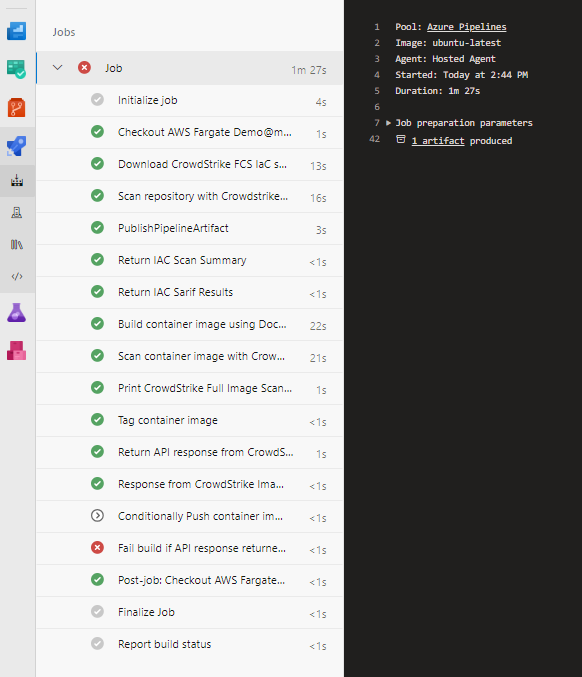 Jobs
Job 1m 27s
Initialize job 4s
Checkout AWS Fargate Demo@m... 1s
Download CrowdStrike FCS IaC s... 13s
Scan repository with Crowdstrike... 16s
PublishPipelineArtifact 3s
Return IAC Scan Summary <1s
Return IAC Sarif Results <1s
Build container image using Doc... 22s
Scan container image with Crow... 21s
Print CrowdStrike Full Image Scan... 1s
Tag container image <1s
Return API response from CrowdS... 1s
Response from CrowdStrike Ima... <1s
Conditionally Push container im... <1s
Fail build if API response returne... <1s
Post-job: Checkout AWS Fargate... <1s
Finalize Job <1s
Report build status <1s
1 Pool: Azure Pipelines
2 Image: ubuntu-latest
3 Agent: Hosted Agent
4 Started: Today at 2:44 PM
5 Duration: 1m 27s
6
7 Job preparation parameters
42 1 artifact produced